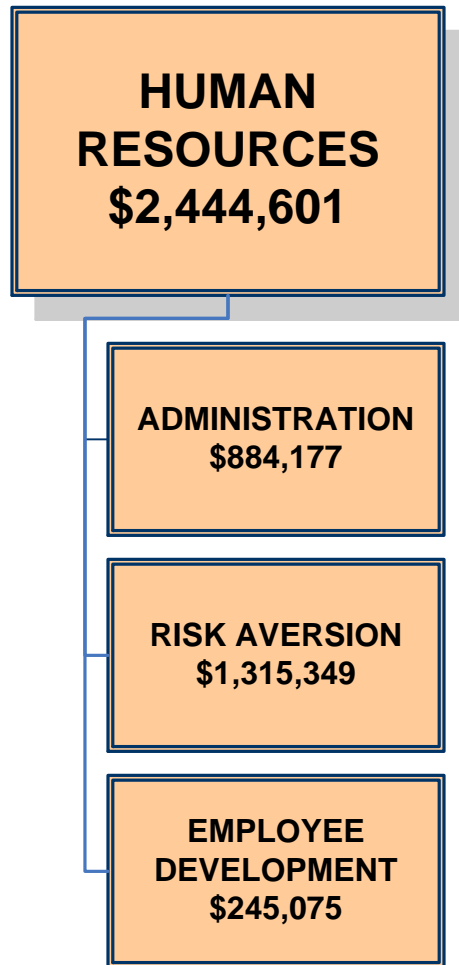 HUMAN
RESOURCES
$2,444,601
ADMINISTRATION
$884,177
RISK AVERSION
$1,315,349
EMPLOYEE
DEVELOPMENT
$245,075